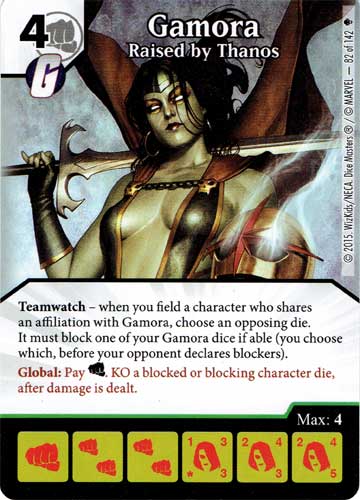 4
Gamora
Raised by Thanos
G
© 2015. WizKids/NECA. Dice Masters ® / © MARVEL — 82 of 142
Teamwatch – when you field a character who shares
an affiliation with Gamora, choose an opposing die.
It must block one of your Gamora dice if able (you choose
which, before your opponent declares blockers).
Global: Pay . KO a blocked or blocking character die,
after damage is dealt.
Max: 4
1 3 * 3
2 4 4
2 4 5